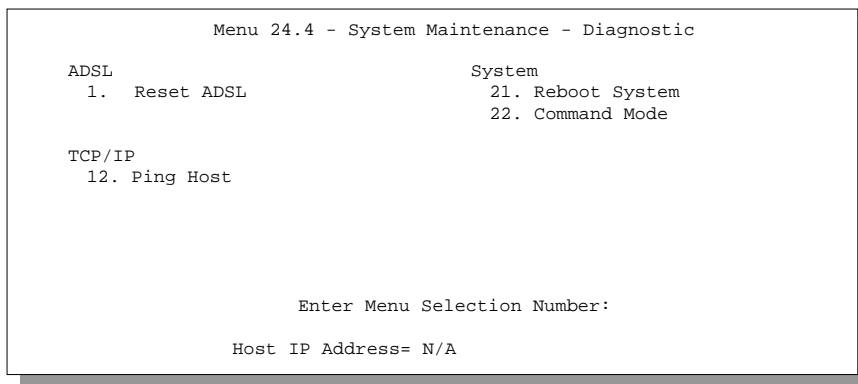 Menu 24.4 - System Maintenance - Diagnostic
ADSL
1. Reset ADSL
System
21. Reboot System
22. Command Mode
TCP/IP
12. Ping Host
Enter Menu Selection Number:
Host IP Address= N/A